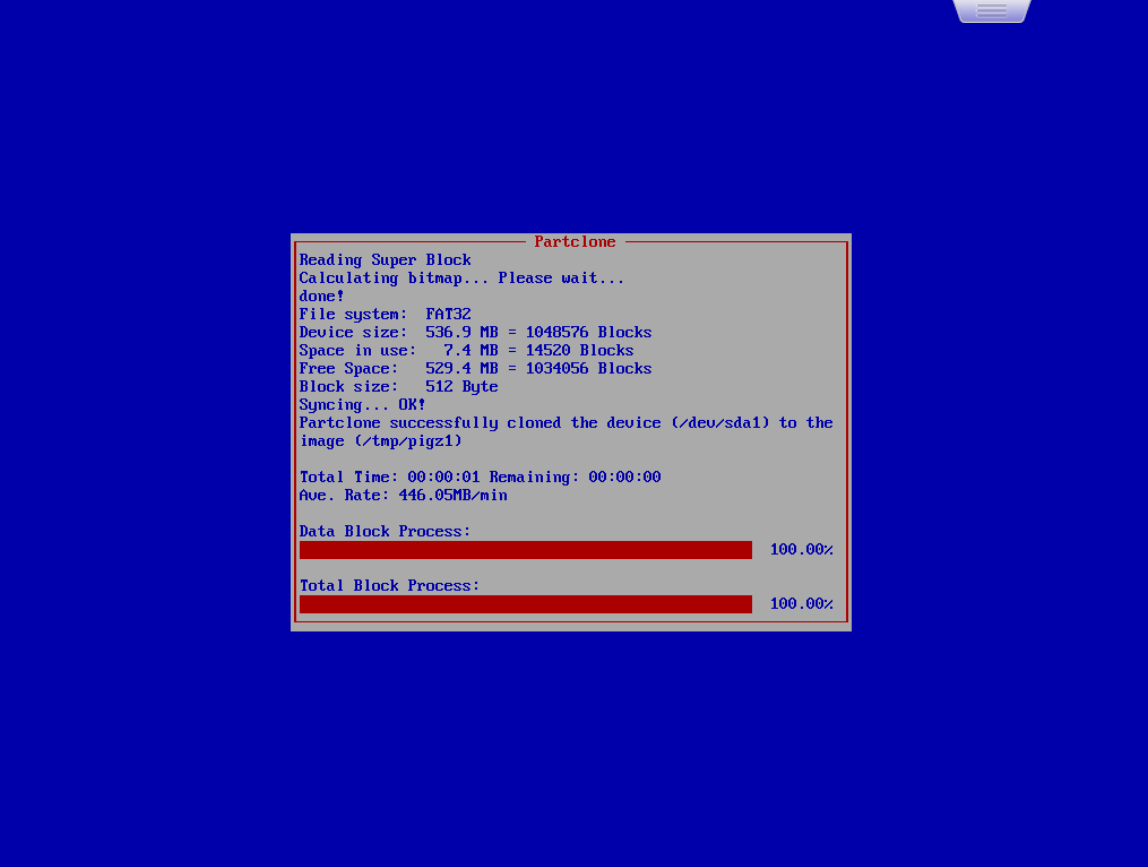 Partclone
Reading Super Block
Calculating bitmap... Please wait...
done!
File system:  FAT32
Device size:  536.9 MB = 1048576 Blocks
Space in use:   7.4 MB = 14520 Blocks
Free Space:   529.4 MB = 1034056 Blocks
Block size:   512 Byte
Syncing... OK!
Partclone successfully cloned the device (/dev/sda1) to the
image (/tmp/pigz1)
Total Time: 00:00:01 Remaining: 00:00:00
Ave. Rate: 446.05MB/min
Data Block Process:
100.00%
Total Block Process:
100.00%